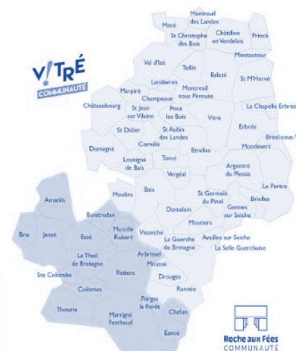 Montreuil
des Landes
Mecé
St Christophe
des Bois
Châtillon
en Vendelais
Princé
V!TRÉ
COMMUNAUTÉ
Val d'Izé
Taillis
Montautour
Landavran
Balazé
St M'Hervé
Marpiré
Champeaux
Montreuil
sous Pérouse
Châteaubourg
St Jean
sur Vilaine
Pocé
les Bois
Vitré
La Chapelle Erbrée
St Didier
St Aubin
des Landes
Erbrée
Cornillé
Mondevert
Domagné
Louvigné
de Bais
Torcé
Etrelles
Argentré
du Plessis
Vergéal
Le Pertre
Moulins
Bais
St Germain
du Pinel
Brielles
Gennes
sur Seiche
Amanlis
Boistrudan
Domalain
Moutiers
Brie
Janzé
Essé
Marcillé
Robert
Visseiche
La Guerche
de Bretagne
Availles sur Seiche
La Selle Guerchaise
Le Theil
de Bretagne
Arbrissel
Moussé
Ste Colombe
Retiers
Drouges
Coësmes
Rannée
Forges
la Forêt
Thourie
Martigné
Ferchaud
Chelun
Eancé
Roche aux Fées
COMMUNAUTÉ